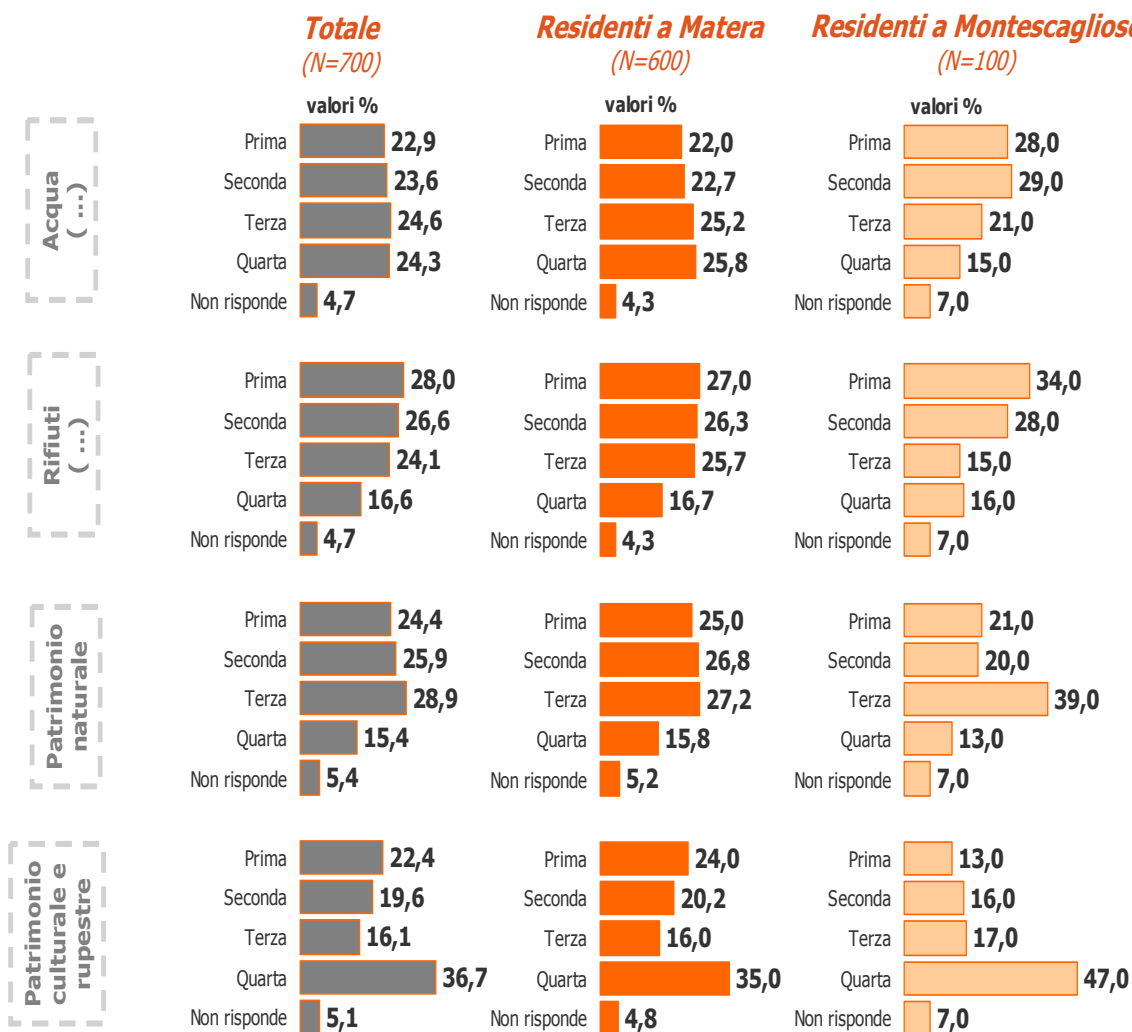 Totale
(N=700)
Residenti a Matera
(N=600)
Residenti a Montescaglioso
(N=100)
valori %
valori %
valori %
Acqua
( ...)
Prima 22,9
Seconda 23,6
Terza 24,6
Quarta 24,3
Non risponde 4,7
Prima 22,0
Seconda 22,7
Terza 25,2
Quarta 25,8
Non risponde 4,3
Prima 28,0
Seconda 29,0
Terza 21,0
Quarta 15,0
Non risponde 7,0
Rifiuti
( ...)
Prima 28,0
Seconda 26,6
Terza 24,1
Quarta 16,6
Non risponde 4,7
Prima 27,0
Seconda 26,3
Terza 25,7
Quarta 16,7
Non risponde 4,3
Prima 34,0
Seconda 28,0
Terza 15,0
Quarta 16,0
Non risponde 7,0
Patrimonio
naturale
Prima 24,4
Seconda 25,9
Terza 28,9
Quarta 15,4
Non risponde 5,4
Prima 25,0
Seconda 26,8
Terza 27,2
Quarta 15,8
Non risponde 5,2
Prima 21,0
Seconda 20,0
Terza 39,0
Quarta 13,0
Non risponde 7,0
Patrimonio
culturale e
rupestre
Prima 22,4
Seconda 19,6
Terza 16,1
Quarta 36,7
Non risponde 5,1
Prima 24,0
Seconda 20,2
Terza 16,0
Quarta 35,0
Non risponde 4,8
Prima 13,0
Seconda 16,0
Terza 17,0
Quarta 47,0
Non risponde 7,0